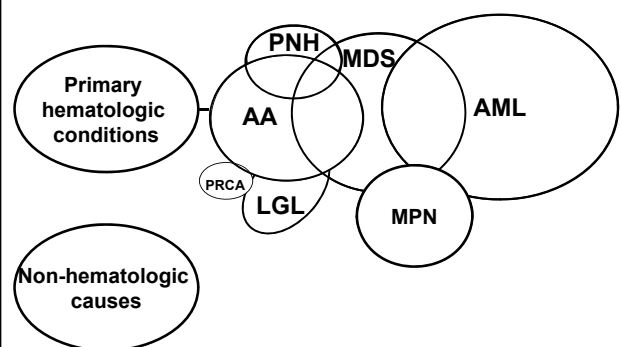 PNH
MDS
Primary
hematologic
conditions
AA
AML
PRCA
LGL
MPN
Non-hematologic
causes